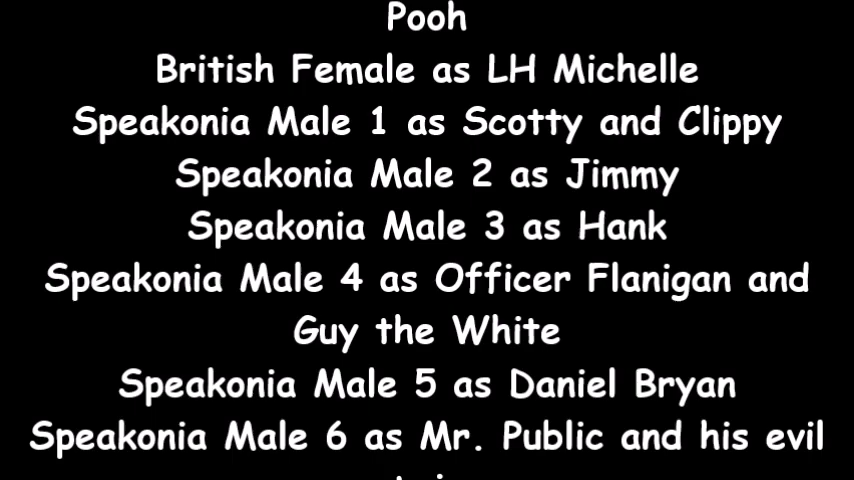 Pooh
British Female as LH Michelle
Speakonia Male 1 as Scotty and Clippy
Speakonia Male 2 as Jimmy
Speakonia Male 3 as Hank
Speakonia Male 4 as Officer Flanigan and
Guy the White
Speakonia Male 5 as Daniel Bryan
Speakonia Male 6 as Mr. Public and his evil